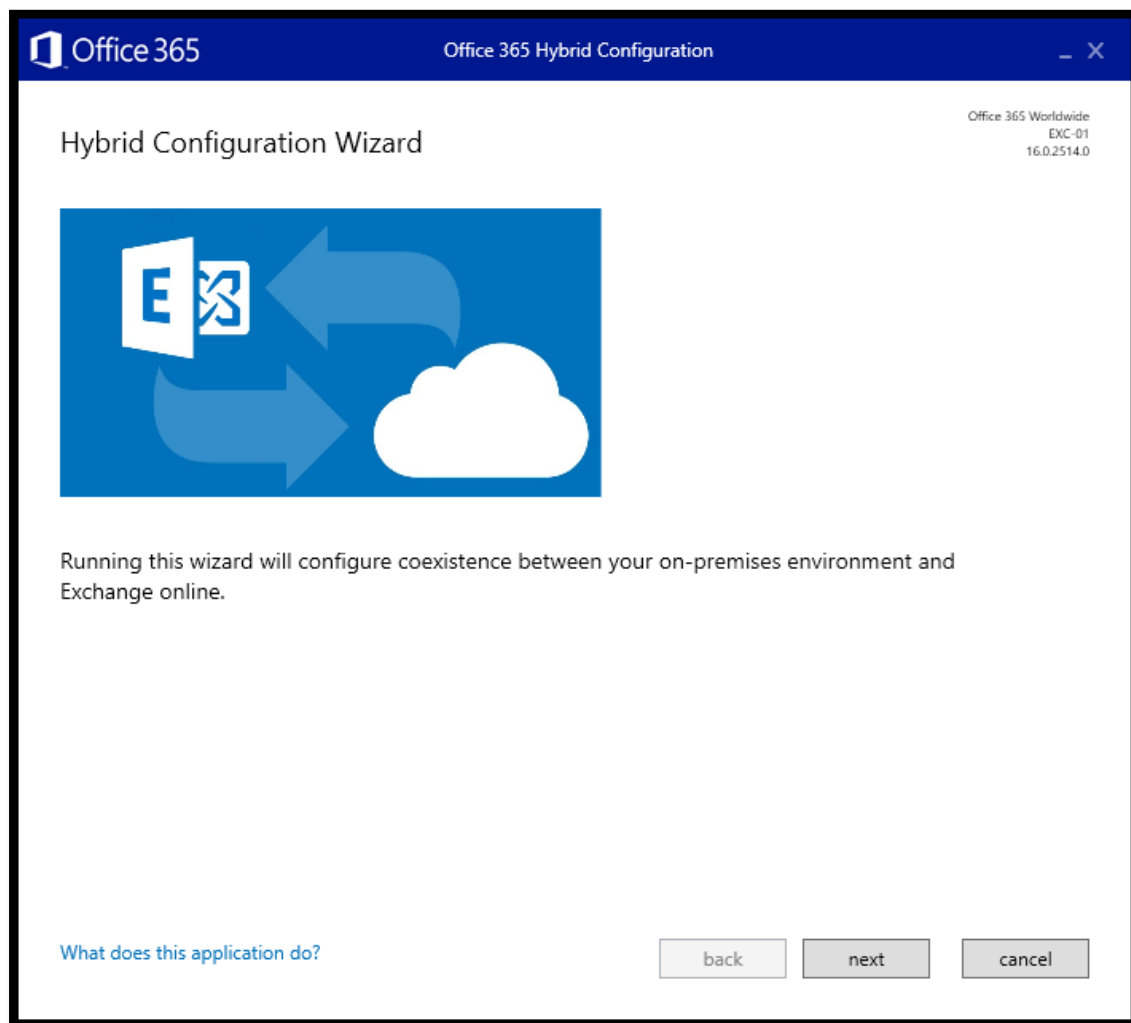 Office 365
Office 365 Hybrid Configuration
Hybrid Configuration Wizard
Office 365 Worldwide
EXC-01
16.0.2514.0
E
Running this wizard will configure coexistence between your on-premises environment and
Exchange online.
What does this application do?
back
next
cancel